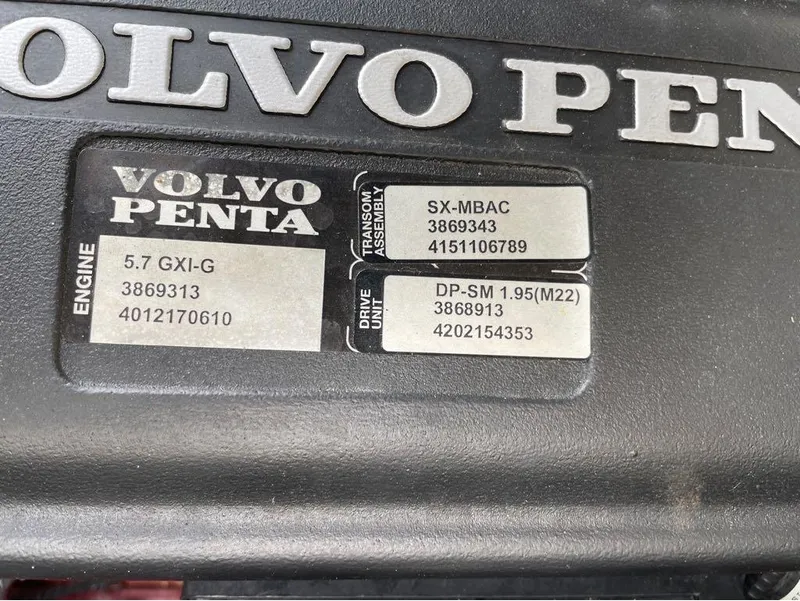 OLVO PEN
VOLVO
PENTA
ENGINE
5.7 GXI-G
3869313
4012170610
TRANSOM
ASSEMBLY
SX-MBAC
3869343
4151106789
DRIVE
UNIT
DP-SM 1.95(M22)
3868913
4202154353